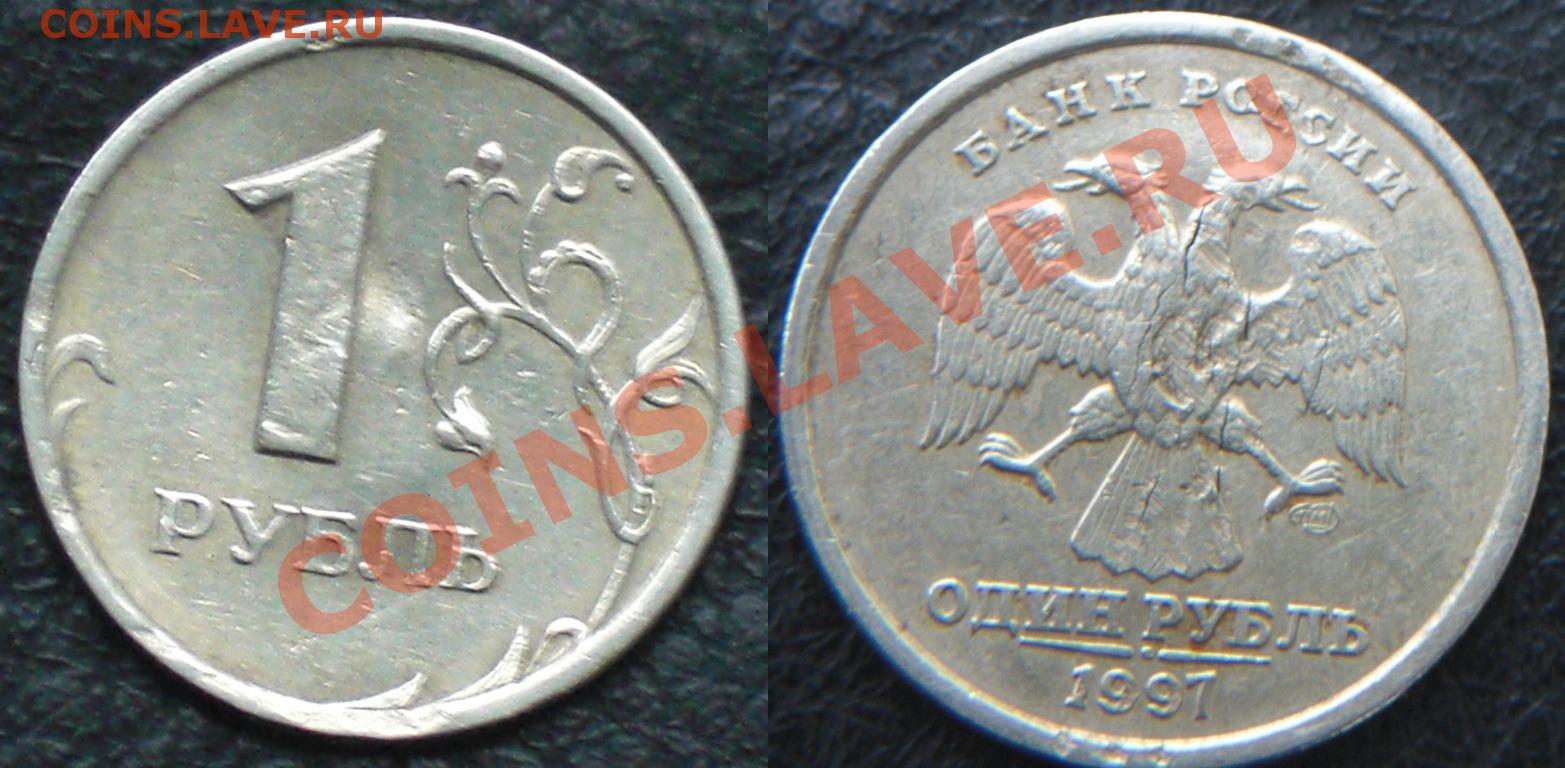 COINS.LAVE.RU
1
РУБЛЬ
БАНК РОССИИ
ОДИН РУБЛЬ
1997
COINS.LAVE.RU